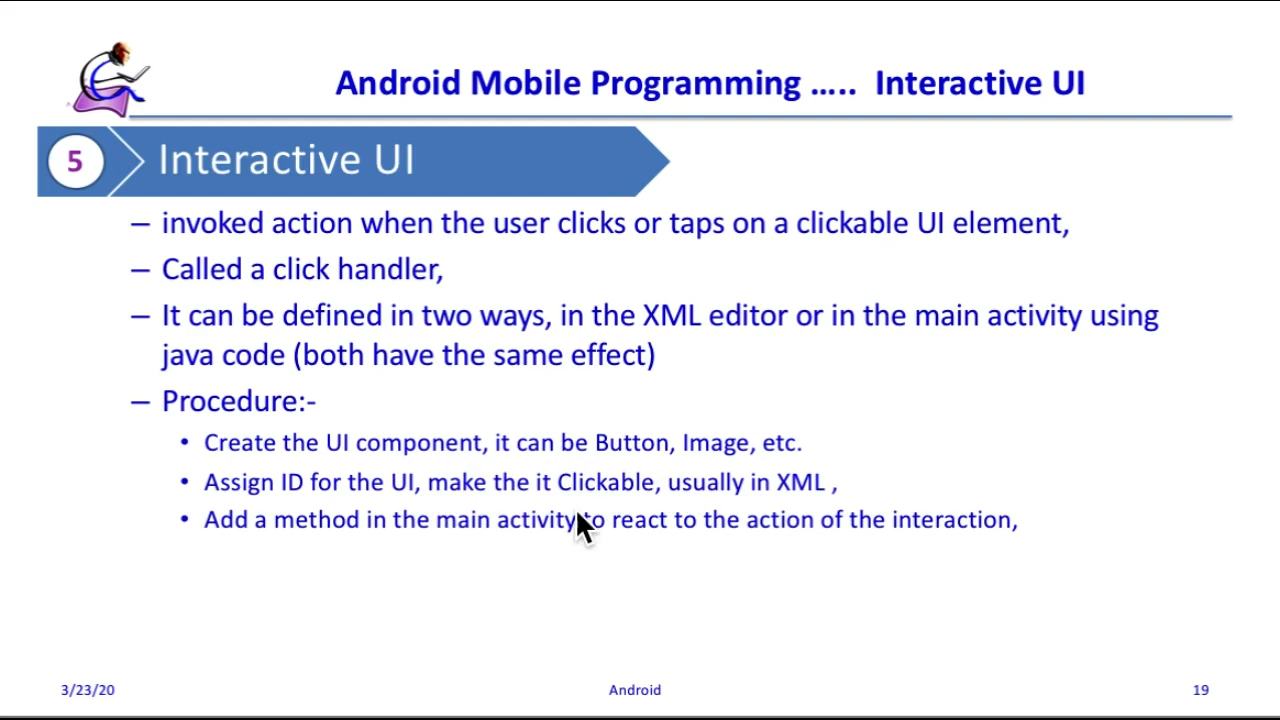 Android Mobile Programming ….. Interactive UI
5 Interactive UI
– invoked action when the user clicks or taps on a clickable UI element,
– Called a click handler,
– It can be defined in two ways, in the XML editor or in the main activity using
java code (both have the same effect)
– Procedure:-
• Create the UI component, it can be Button, Image, etc.
• Assign ID for the UI, make the it Clickable, usually in XML ,
• Add a method in the main activity to react to the action of the interaction,
3/23/20 Android 19